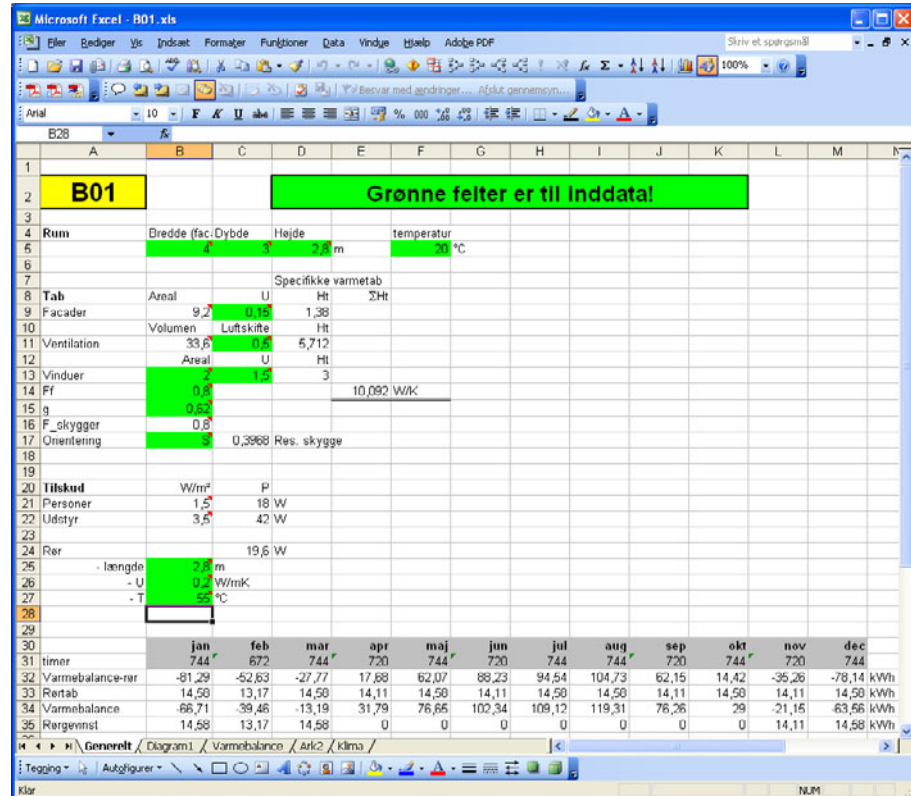 Microsoft Excel - B01.xls
Filer Rediger Vis Indsæt Formater Funktioner Data Vindue Hjælp Adobe PDF Skriv et spørgsmål
100%
Besvar med ændringer... Afslut gennemsyn...
Arial 10 F K U abc % 000
B28 fx
A B C D E F G H I J K L M N
1
2 B01 Grønne felter er til inddata!
3
4 Rum Bredde (fac Dybde Højde temperatur
5 4 3 2,8 m 20 °C
6
7 Specifikke varmetab
8 Tab Areal U Ht ΣHt
9 Facader 9,2 0,15 1,38
10 Volumen Luftskifte Ht
11 Ventilation 33,6 0,5 5,712
12 Areal U Ht
13 Vinduer 2 1,5 3
14 Ff 0,8 10,092 W/K
15 g 0,62
16 F_skygger 0,8
17 Orientering S 0,3968 Res. skygge
18
19
20 Tilskud W/m² P
21 Personer 1,5 18 W
22 Udstyr 3,5 42 W
23
24 Rør 19,6 W
25 - længde 2,8 m
26 - U 0,2 W/mK
27 - T 55 °C
28
29
30 jan feb mar apr maj jun jul aug sep okt nov dec
31 timer 744 672 744 720 744 720 744 744 720 744 720 744
32 Varmebalance-rør -81,29 -52,63 -27,77 17,68 62,07 88,23 94,54 104,73 62,15 14,42 -35,26 -78,14 kWh
33 Rørtab 14,58 13,17 14,58 14,11 14,58 14,11 14,58 14,58 14,11 14,58 14,11 14,58 kWh
34 Varmebalance -66,71 -39,46 -13,19 31,79 76,65 102,34 109,12 119,31 76,26 29 -21,15 -63,56 kWh
35 Rørgevinst 14,58 13,17 14,58 0 0 0 0 0 0 0 14,11 14,58 kWh
Generelt / Diagram1 / Varmebalance / Ark2 / Klima /
Tegning Autofigurer
Klar NUM